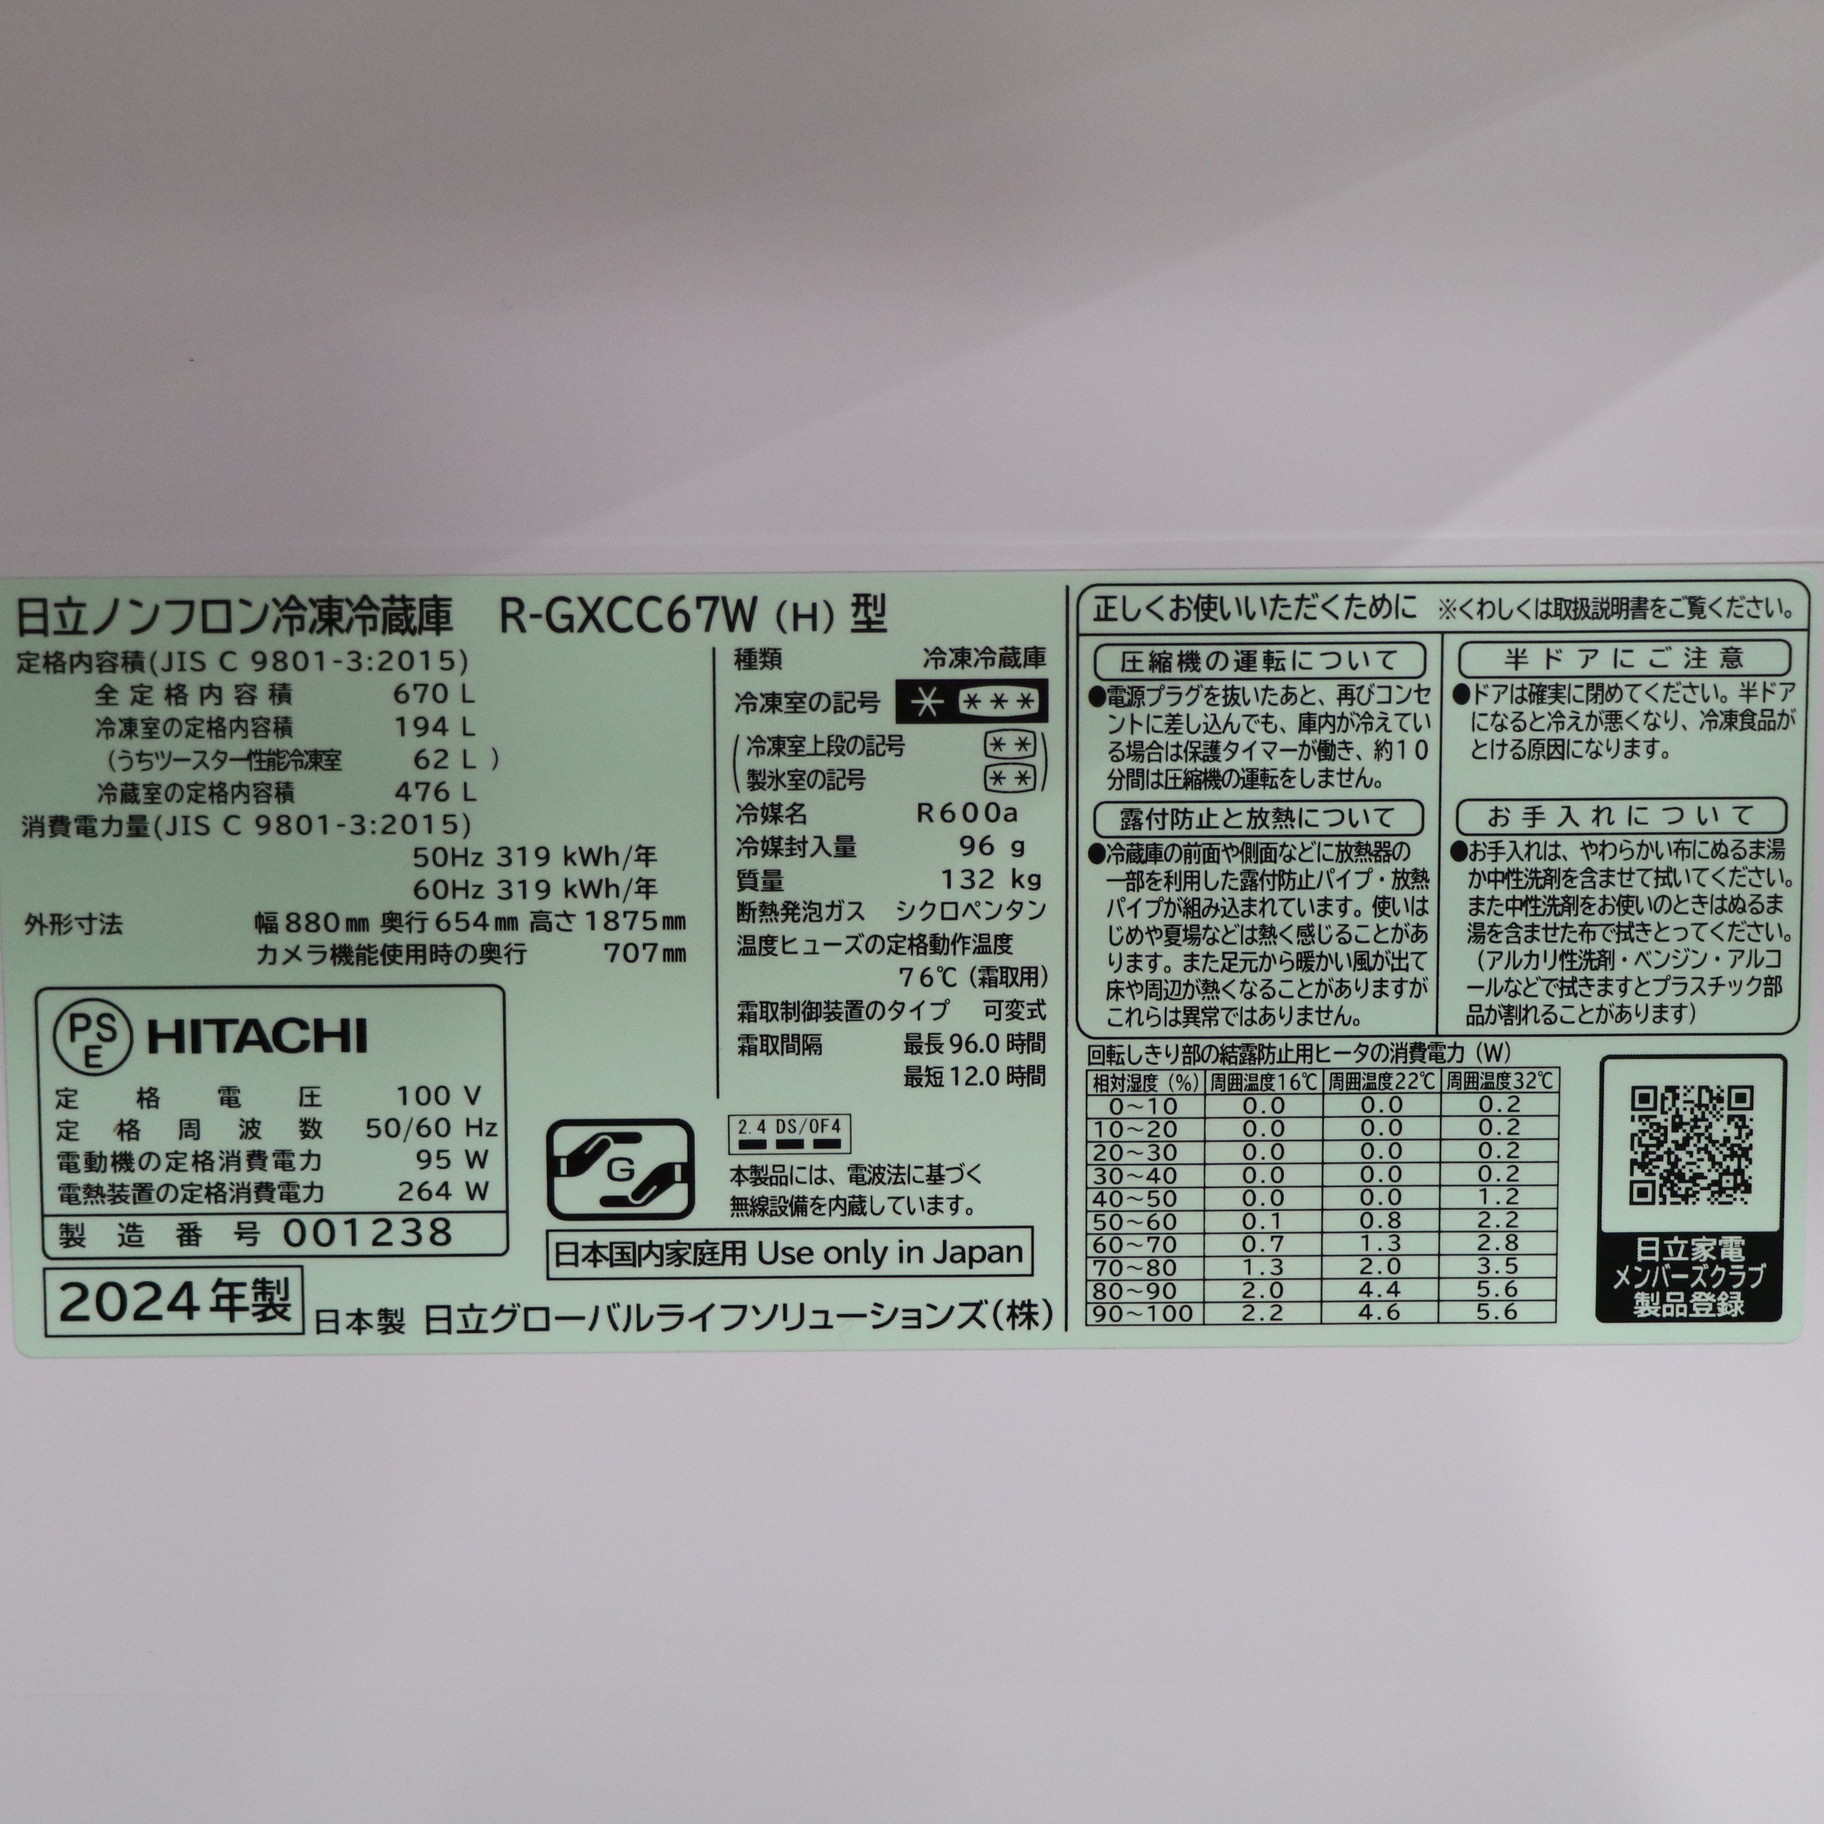 日立ノンフロン冷凍冷蔵庫 R-GXCC67W (H) 型
定格内容積(JIS C 9801-3:2015)
全定格内容積 670 L
冷凍室の定格内容積 194 L
(うちツースター性能冷凍室 62 L )
冷蔵室の定格内容積 476 L
消費電力量(JIS C 9801-3:2015)
50Hz 319 kWh/年
60Hz 319 kWh/年
外形寸法 幅880㎜ 奥行654㎜ 高さ1875㎜
カメラ機能使用時の奥行 707㎜
PS E HITACHI
定格電圧 100 V
定格周波数 50/60 Hz
電動機の定格消費電力 95 W
電熱装置の定格消費電力 264 W
製造番号 001238
2024年製
日本製 日立グローバルライフソリューションズ(株)
種類 冷凍冷蔵庫
冷凍室の記号 * ***
(冷凍室上段の記号 **)
(製氷室の記号 **)
冷媒名 R600a
冷媒封入量 96 g
質量 132 kg
断熱発泡ガス シクロペンタン
温度ヒューズの定格動作温度
76℃(霜取用)
霜取制御装置のタイプ 可変式
霜取間隔 最長96.0時間
最短12.0時間
G
2.4 DS/OF4
本製品には、電波法に基づく
無線設備を内蔵しています。
日本国内家庭用 Use only in Japan
正しくお使いいただくために ※くわしくは取扱説明書をご覧ください。
圧縮機の運転について
●電源プラグを抜いたあと、再びコンセ
ントに差し込んでも、庫内が冷えてい
る場合は保護タイマーが働き、約10
分間は圧縮機の運転をしません。
露付防止と放熱について
●冷蔵庫の前面や側面などに放熱器の
一部を利用した露付防止パイプ・放熱
パイプが組み込まれています。使いは
じめや夏場などは熱く感じることがあ
ります。また足元から暖かい風が出て
床や周辺が熱くなることがありますが
これらは異常ではありません。
半ドアにご注意
●ドアは確実に閉めてください。半ドア
になると冷えが悪くなり、冷凍食品が
とける原因になります。
お手入れについて
●お手入れは、やわらかい布にぬるま湯
か中性洗剤を含ませて拭いてください。
また中性洗剤をお使いのときはぬるま
湯を含ませた布で拭きとってください。
(アルカリ性洗剤・ベンジン・アルコ
ールなどで拭きますとプラスチック部
品が割れることがあります)
回転しきり部の結露防止用ヒータの消費電力(W)
相対湿度(%) 周囲温度16℃ 周囲温度22℃ 周囲温度32℃
0~10 0.0 0.0 0.2
10~20 0.0 0.0 0.2
20~30 0.0 0.0 0.2
30~40 0.0 0.0 0.2
40~50 0.0 0.0 1.2
50~60 0.1 0.8 2.2
60~70 0.7 1.3 2.8
70~80 1.3 2.0 3.5
80~90 2.0 4.4 5.6
90~100 2.2 4.6 5.6
日立家電
メンバーズクラブ
製品登録